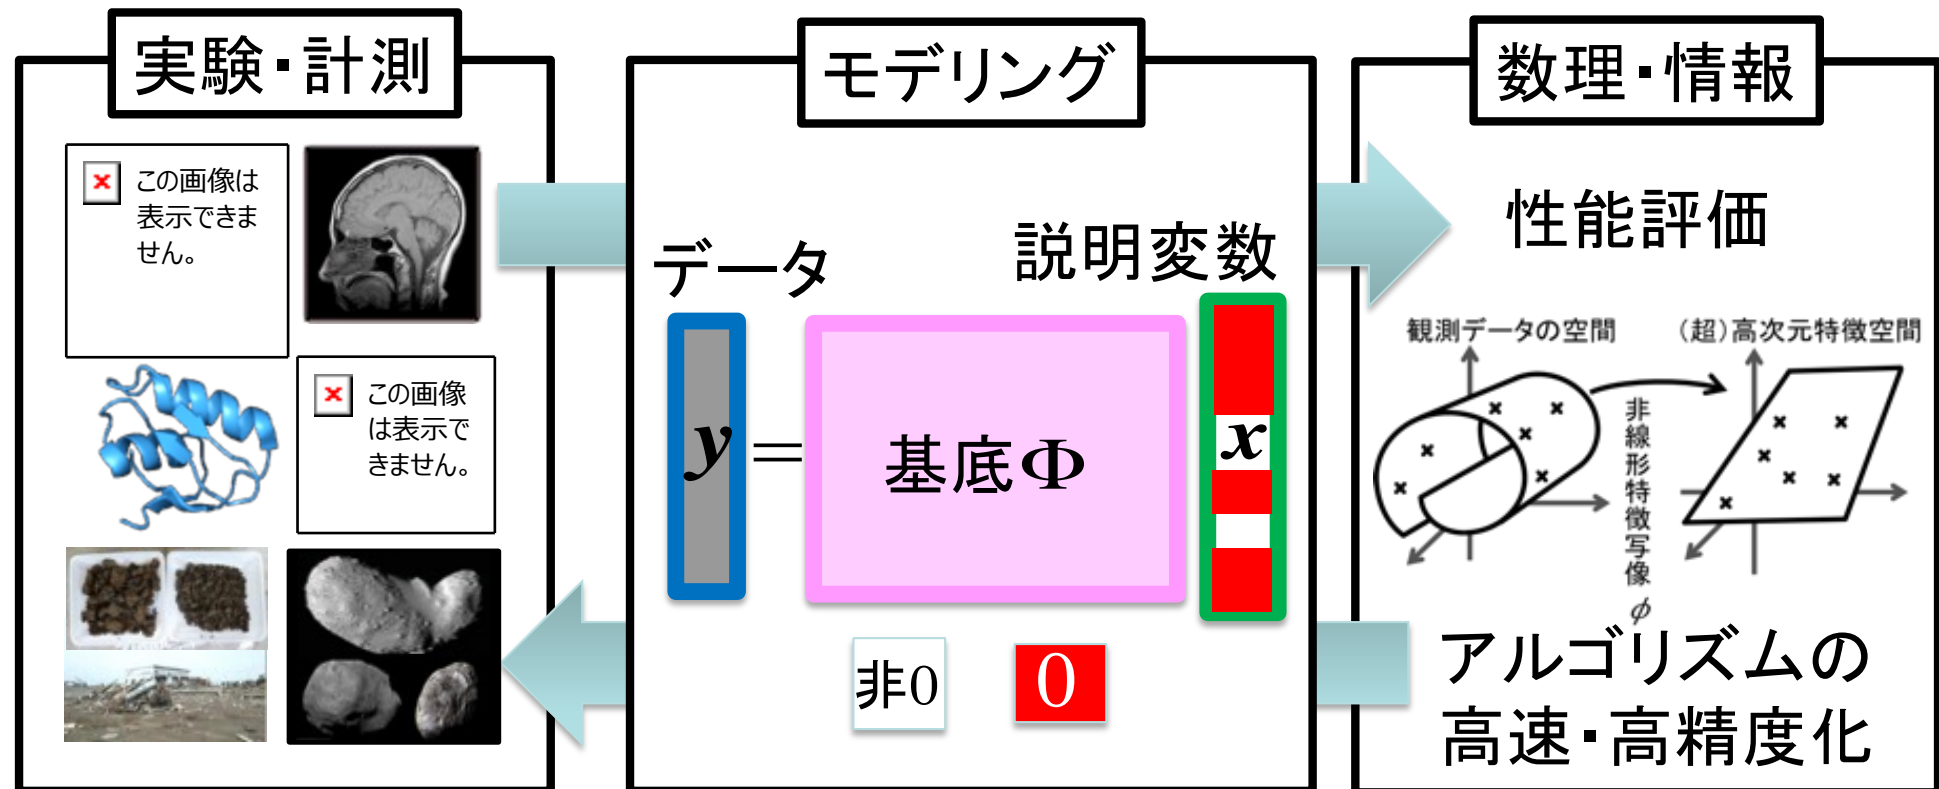 実験・計測
この画像は
表示できま
せん。
この画像
は表示で
きません。
モデリング
データ
説明変数
y
=
基底Φ
x
非0
0
数理・情報
性能評価
観測データの空間
(超)高次元特徴空間
非線形特徴写像 φ
アルゴリズムの
高速・高精度化